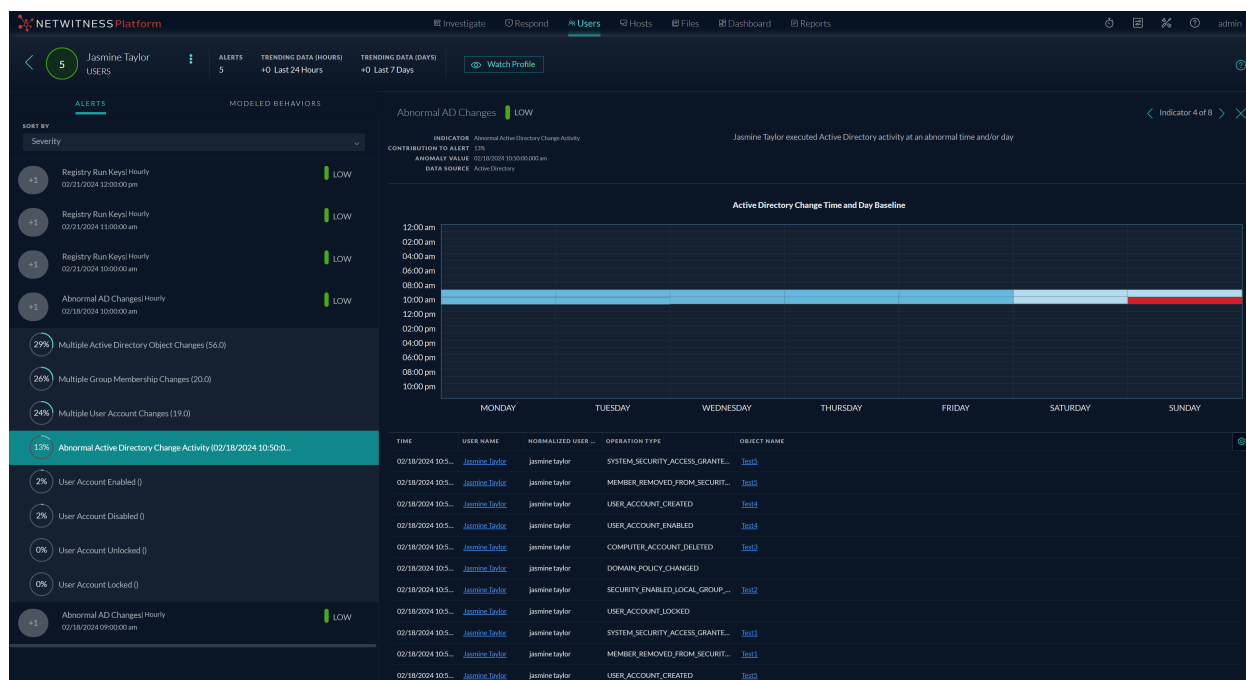 NETWITNESS Platform
Investigate Respond Users Hosts Files Dashboard Reports admin
5 Jasmine Taylor
USERS
ALERTS
5
TRENDING DATA (HOURS)
+0 Last 24 Hours
TRENDING DATA (DAYS)
+0 Last 7 Days
Watch Profile
ALERTS MODELED BEHAVIORS
SORT BY
Severity
+1 Registry Run Keys| Hourly LOW
02/21/2024 12:00:00 pm
+1 Registry Run Keys| Hourly LOW
02/21/2024 11:00:00 am
+1 Registry Run Keys| Hourly LOW
02/21/2024 10:00:00 am
+1 Abnormal AD Changes| Hourly LOW
02/18/2024 10:00:00 am
29% Multiple Active Directory Object Changes (56.0)
26% Multiple Group Membership Changes (20.0)
24% Multiple User Account Changes (19.0)
13% Abnormal Active Directory Change Activity (02/18/2024 10:50:0...
2% User Account Enabled ()
2% User Account Disabled ()
0% User Account Unlocked ()
0% User Account Locked ()
+1 Abnormal AD Changes| Hourly LOW
02/18/2024 09:00:00 am
Abnormal AD Changes LOW
Indicator 4 of 8
INDICATOR Abnormal Active Directory Change Activity
CONTRIBUTION TO ALERT 13%
ANOMALY VALUE 02/18/2024 10:50:00.000 am
DATA SOURCE Active Directory
Jasmine Taylor executed Active Directory activity at an abnormal time and/or day
Active Directory Change Time and Day Baseline
12:00 am
02:00 am
04:00 am
06:00 am
08:00 am
10:00 am
12:00 pm
02:00 pm
04:00 pm
06:00 pm
08:00 pm
10:00 pm
MONDAY TUESDAY WEDNESDAY THURSDAY FRIDAY SATURDAY SUNDAY
TIME USER NAME NORMALIZED USER ... OPERATION TYPE OBJECT NAME
02/18/2024 10:5... Jasmine Taylor jasmine taylor SYSTEM_SECURITY_ACCESS_GRANTE... Test5
02/18/2024 10:5... Jasmine Taylor jasmine taylor MEMBER_REMOVED_FROM_SECURIT... Test5
02/18/2024 10:5... Jasmine Taylor jasmine taylor USER_ACCOUNT_CREATED Test4
02/18/2024 10:5... Jasmine Taylor jasmine taylor USER_ACCOUNT_ENABLED Test4
02/18/2024 10:5... Jasmine Taylor jasmine taylor COMPUTER_ACCOUNT_DELETED Test3
02/18/2024 10:5... Jasmine Taylor jasmine taylor DOMAIN_POLICY_CHANGED
02/18/2024 10:5... Jasmine Taylor jasmine taylor SECURITY_ENABLED_LOCAL_GROUP_... Test2
02/18/2024 10:5... Jasmine Taylor jasmine taylor USER_ACCOUNT_LOCKED
02/18/2024 10:5... Jasmine Taylor jasmine taylor SYSTEM_SECURITY_ACCESS_GRANTE... Test1
02/18/2024 10:5... Jasmine Taylor jasmine taylor MEMBER_REMOVED_FROM_SECURIT... Test1
02/18/2024 10:5... Jasmine Taylor jasmine taylor USER_ACCOUNT_CREATED Test5